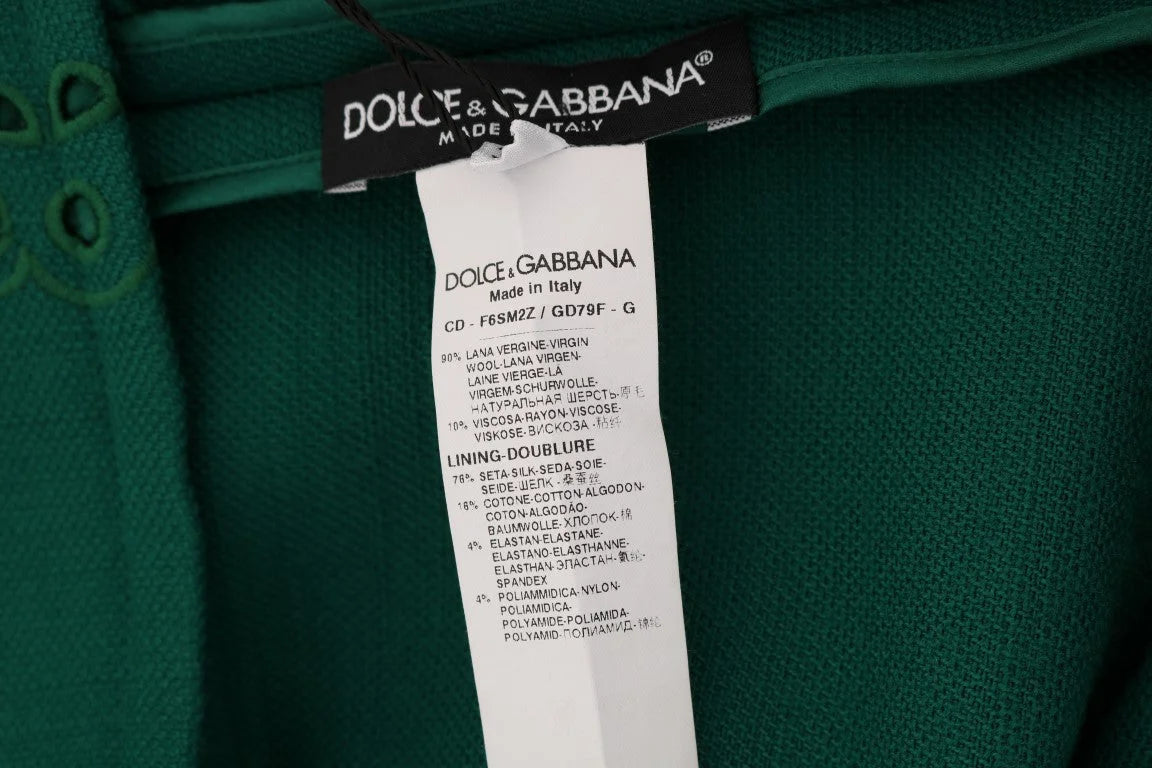 DOLCE & GABBANA®
MADE ITALY
DOLCE & GABBANA
Made in Italy
CD - F6SM2Z / GD79F - G
90% LANA VERGINE-VIRGIN
WOOL-LANA VIRGEN-
LAINE VIERGE-LÀ
VIRGEM-SCHURWOLLE-
НАТУРАЛЬНАЯ ШЕРСТЬ-原毛
10% VISCOSA-RAYON-VISCOSE-
VISKOSE-ВИСКОЗА -粘纤
LINING-DOUBLURE
76% SETA-SILK-SEDA-SOIE-
SEIDE-ШЕЛК -桑蚕丝
16% COTONE-COTTON-ALGODON-
COTON-ALGODÃO-
BAUMWOLLE-ХЛОПОК-棉
4% ELASTAN-ELASTANE-
ELASTANO-ELASTHANNE-
ELASTHAN-ЭЛАСТАН-氨纶-
SPANDEX
4% POLIAMMIDICA-NYLON-
POLIAMIDICA-
POLYAMIDE-POLIAMIDA-
POLYAMID-ПОЛИАМИД-锦纶